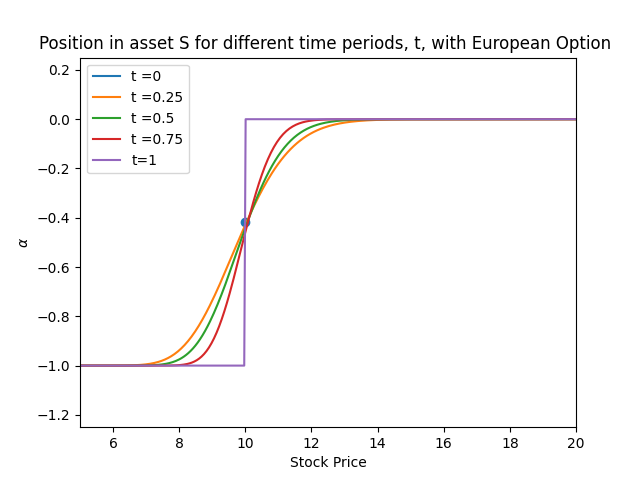 Position in asset S for different time periods, t, with European Option
t =0
t =0.25
t =0.5
t =0.75
t=1
0.2
0.0
−0.2
−0.4
−0.6
−0.8
−1.0
−1.2
α
6
8
10
12
14
16
18
20
Stock Price